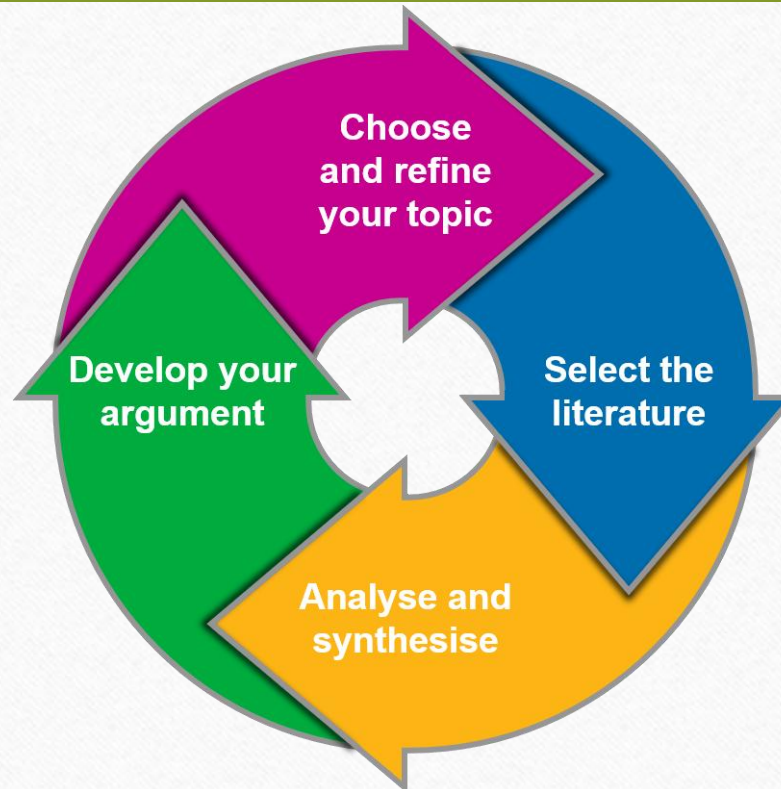 Choose
and refine
your topic
Select the
literature
Analyse and
synthesise
Develop your
argument